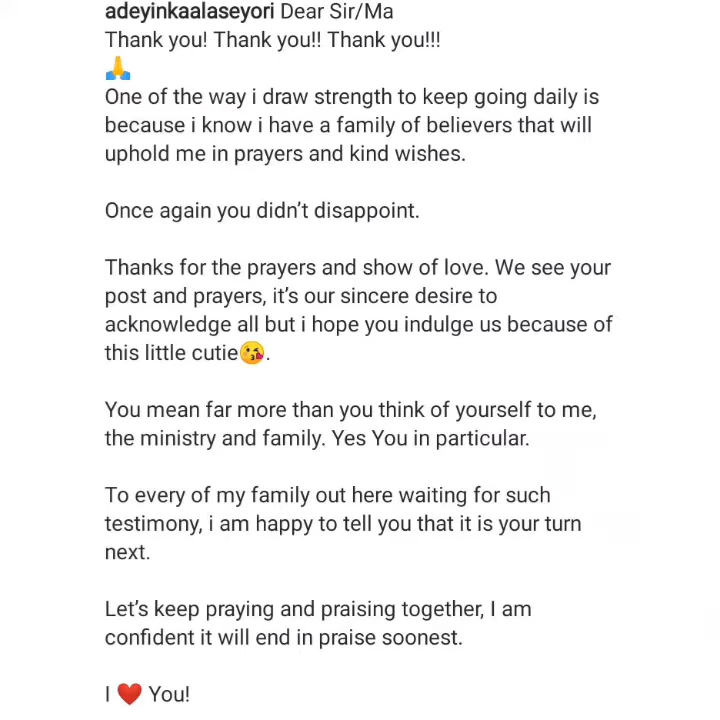 adeyinkaalaseyori Dear Sir/Ma
Thank you! Thank you!! Thank you!!!
🙏
One of the way i draw strength to keep going daily is
because i know i have a family of believers that will
uphold me in prayers and kind wishes.
Once again you didn’t disappoint.
Thanks for the prayers and show of love. We see your
post and prayers, it’s our sincere desire to
acknowledge all but i hope you indulge us because of
this little cutie😘.
You mean far more than you think of yourself to me,
the ministry and family. Yes You in particular.
To every of my family out here waiting for such
testimony, i am happy to tell you that it is your turn
next.
Let’s keep praying and praising together, I am
confident it will end in praise soonest.
I ❤️ You!